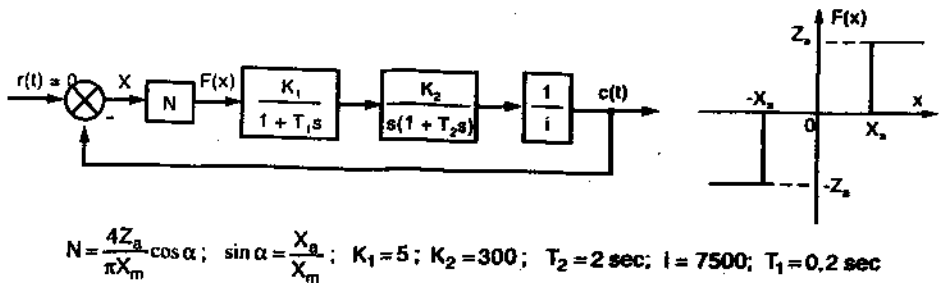 F(x)
Zₐ
r(t) = 0
X
N
F(x)
K₁
1 + T₁s
K₂
s(1 + T₂s)
1
i
c(t)
-
-Xₐ
0
Xₐ
x
-Zₐ
N = 4Zₐ/πXₘ cos α ; sin α = Xₐ/Xₘ ; K₁ = 5 ; K₂ = 300 ; T₂ = 2 sec; i = 7500; T₁ = 0,2 sec